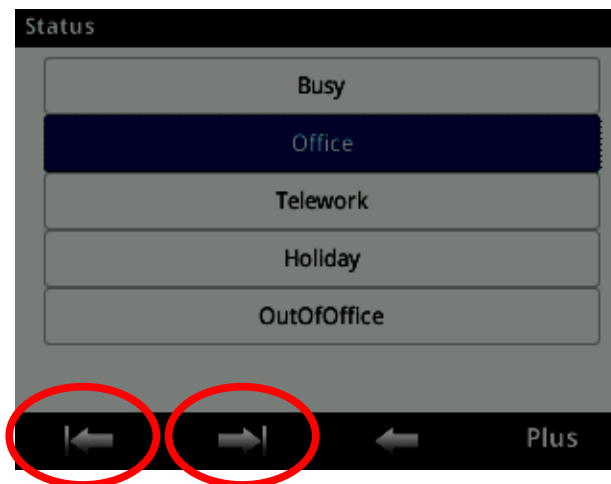 Status
Busy
Office
Telework
Holiday
OutOfOffice
Plus